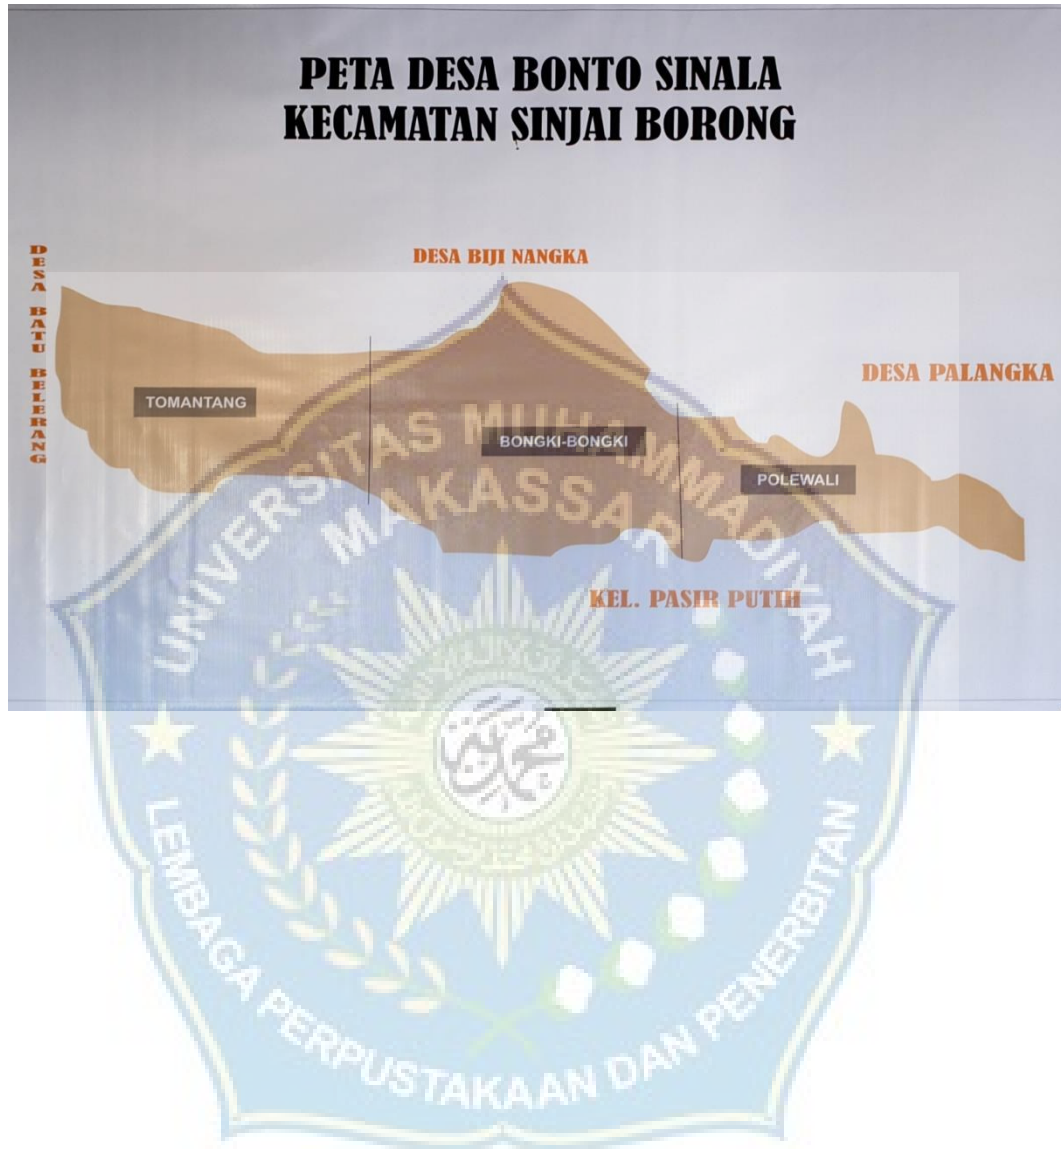 PETA DESA BONTO SINALA
KECAMATAN SINJAI BORONG
DESA BIJI NANGKA
DESA BATU BELERANG
DESA PALANGKA
TOMANTANG
BONGKI-BONGKI
POLEWALI
KEL. PASIR PUTIH
UNIVERSITAS MUHAMMADIYAH
MAKASSAR
LEMBAGA PERPUSTAKAAN DAN PENERBITAN